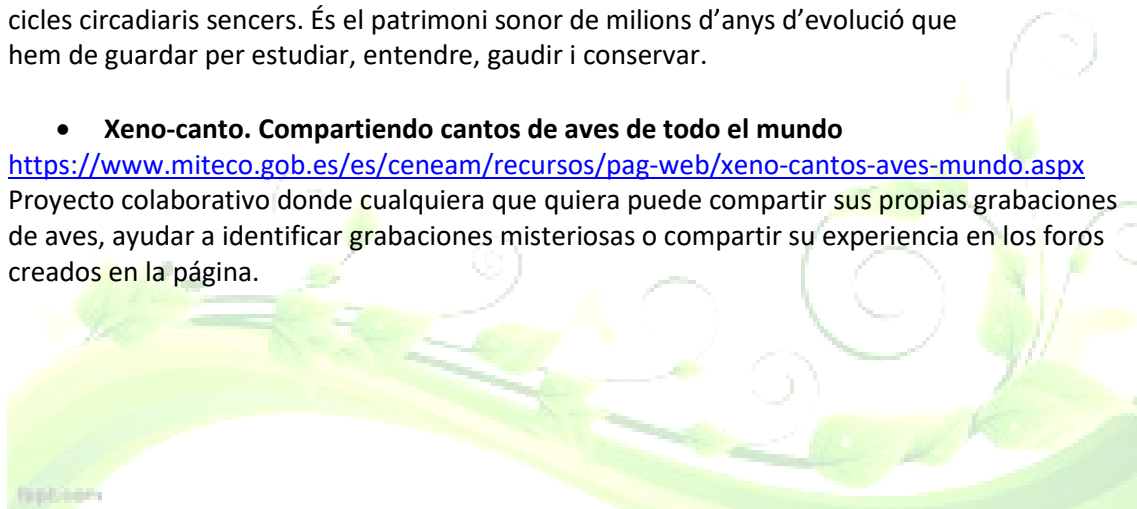 cicles circadiaris sencers. És el patrimoni sonor de milions d’anys d’evolució que
hem de guardar per estudiar, entendre, gaudir i conservar.
• Xeno-canto. Compartiendo cantos de aves de todo el mundo
https://www.miteco.gob.es/es/ceneam/recursos/pag-web/xeno-cantos-aves-mundo.aspx
Proyecto colaborativo donde cualquiera que quiera puede compartir sus propias grabaciones
de aves, ayudar a identificar grabaciones misteriosas o compartir su experiencia en los foros
creados en la página.